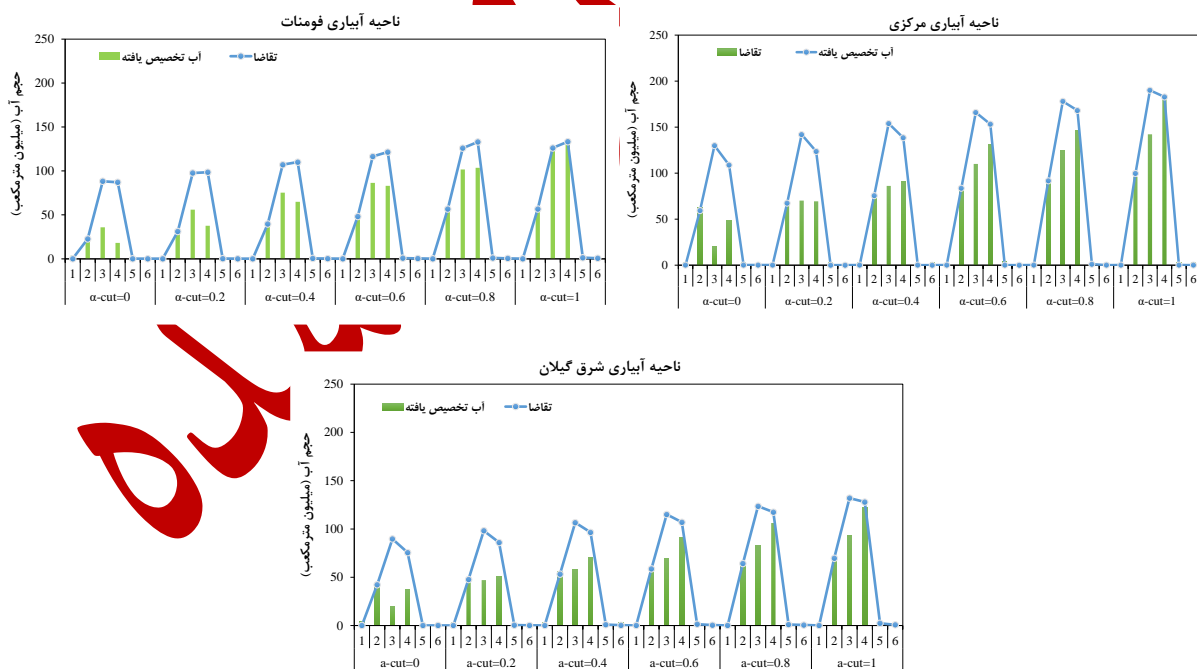 ناحیه آبیاری فومنات
حجم آب (میلیون مترمکعب)
آب تخصیص یافته
تقاضا
250
200
150
100
50
0
1 2 3 4 5 6 1 2 3 4 5 6 1 2 3 4 5 6 1 2 3 4 5 6 1 2 3 4 5 6 1 2 3 4 5 6
α-cut=0 α-cut=0.2 α-cut=0.4 α-cut=0.6 α-cut=0.8 α-cut=1
ناحیه آبیاری مرکزی
حجم آب (میلیون مترمکعب)
تقاضا
آب تخصیص یافته
250
200
150
100
50
0
1 2 3 4 5 6 1 2 3 4 5 6 1 2 3 4 5 6 1 2 3 4 5 6 1 2 3 4 5 6 1 2 3 4 5 6
α-cut=0 α-cut=0.2 α-cut=0.4 α-cut=0.6 α-cut=0.8 α-cut=1
ناحیه آبیاری شرق گیلان
حجم آب (میلیون مترمکعب)
آب تخصیص یافته
تقاضا
250
200
150
100
50
0
1 2 3 4 5 6 1 2 3 4 5 6 1 2 3 4 5 6 1 2 3 4 5 6 1 2 3 4 5 6 1 2 3 4 5 6
a-cut=0 a-cut=0.2 a-cut=0.4 a-cut=0.6 a-cut=0.8 a-cut=1